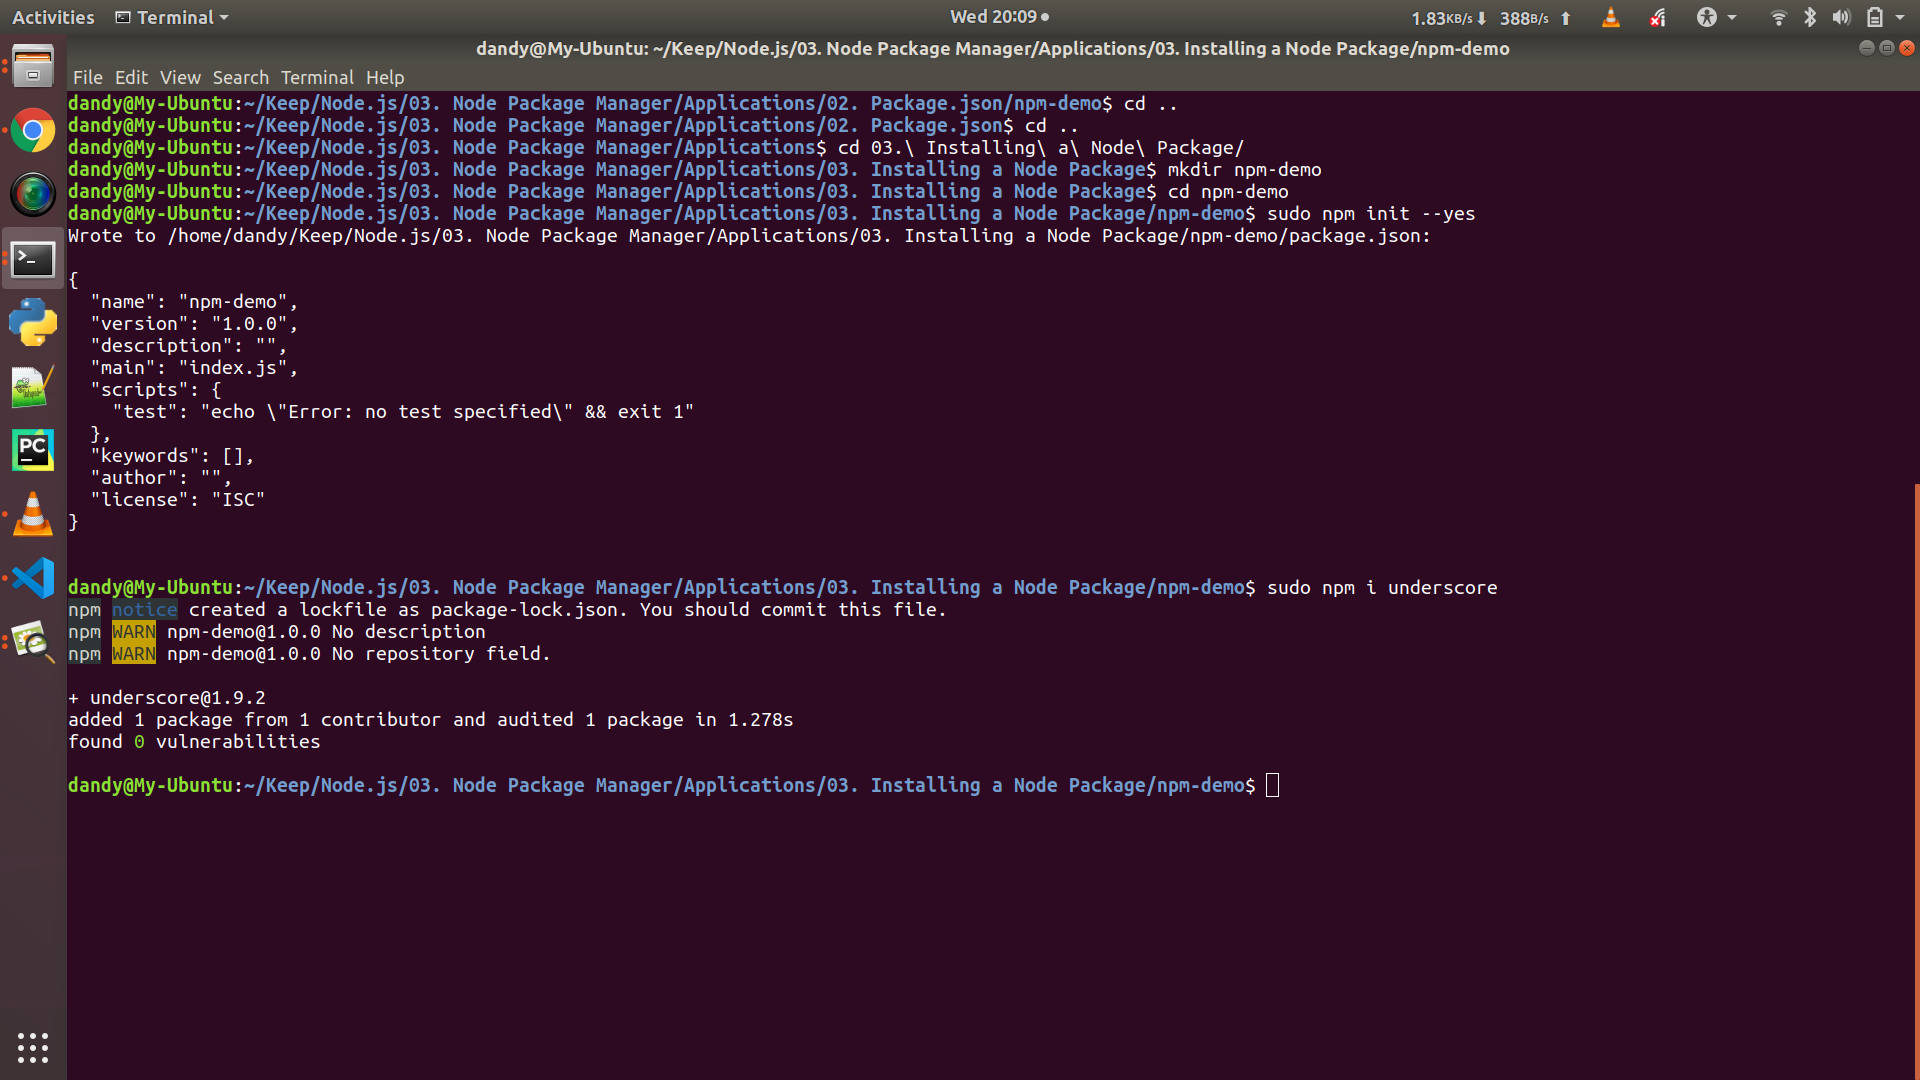 Activities Terminal Wed 20:09 1.83KB/s 388B/s
dandy@My-Ubuntu: ~/Keep/Node.js/03. Node Package Manager/Applications/03. Installing a Node Package/npm-demo
File Edit View Search Terminal Help
dandy@My-Ubuntu:~/Keep/Node.js/03. Node Package Manager/Applications/02. Package.json/npm-demo$ cd ..
dandy@My-Ubuntu:~/Keep/Node.js/03. Node Package Manager/Applications/02. Package.json$ cd ..
dandy@My-Ubuntu:~/Keep/Node.js/03. Node Package Manager/Applications$ cd 03.\ Installing\ a\ Node\ Package/
dandy@My-Ubuntu:~/Keep/Node.js/03. Node Package Manager/Applications/03. Installing a Node Package$ mkdir npm-demo
dandy@My-Ubuntu:~/Keep/Node.js/03. Node Package Manager/Applications/03. Installing a Node Package$ cd npm-demo
dandy@My-Ubuntu:~/Keep/Node.js/03. Node Package Manager/Applications/03. Installing a Node Package/npm-demo$ sudo npm init --yes
Wrote to /home/dandy/Keep/Node.js/03. Node Package Manager/Applications/03. Installing a Node Package/npm-demo/package.json:
{
  "name": "npm-demo",
  "version": "1.0.0",
  "description": "",
  "main": "index.js",
  "scripts": {
    "test": "echo \"Error: no test specified\" && exit 1"
  },
  "keywords": [],
  "author": "",
  "license": "ISC"
}
dandy@My-Ubuntu:~/Keep/Node.js/03. Node Package Manager/Applications/03. Installing a Node Package/npm-demo$ sudo npm i underscore
npm notice created a lockfile as package-lock.json. You should commit this file.
npm WARN npm-demo@1.0.0 No description
npm WARN npm-demo@1.0.0 No repository field.
+ underscore@1.9.2
added 1 package from 1 contributor and audited 1 package in 1.278s
found 0 vulnerabilities
dandy@My-Ubuntu:~/Keep/Node.js/03. Node Package Manager/Applications/03. Installing a Node Package/npm-demo$
PC